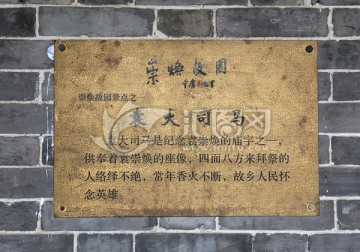 崇焕故园
崇焕故园景点之一
袁大司马
袁大司马是纪念袁崇焕的庙宇之一，
供奉着袁崇焕的座像，四面八方来拜祭的
人络绎不绝，常年香火不断，故乡人民怀
念英雄。